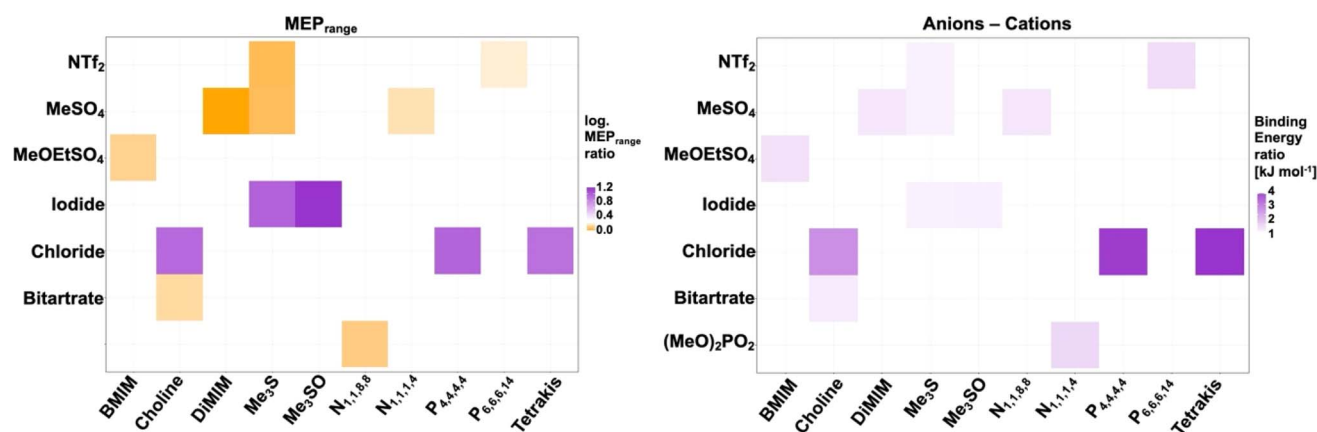 MEPrange
NTf2
MeSO4
MeOEtSO4
Iodide
Chloride
Bitartrate
BMIM
Choline
DiMIM
Me3S
Me3SO
N1,1.8,8
N1,1,1,4
P4,4,4,4
P6,6,6,14
Tetrakis
log.
MEPrange
ratio
1.2
0.8
0.4
0.0
Anions – Cations
NTf2
MeSO4
MeOEtSO4
Iodide
Chloride
Bitartrate
(MeO)2PO2
BMIM
Choline
DiMIM
Me3S
Me3SO
N1,1.8,8
N1,1,1,4
P4,4,4,4
P6,6,6,14
Tetrakis
Binding
Energy
ratio
[kJ mol-1]
4
3
2
1